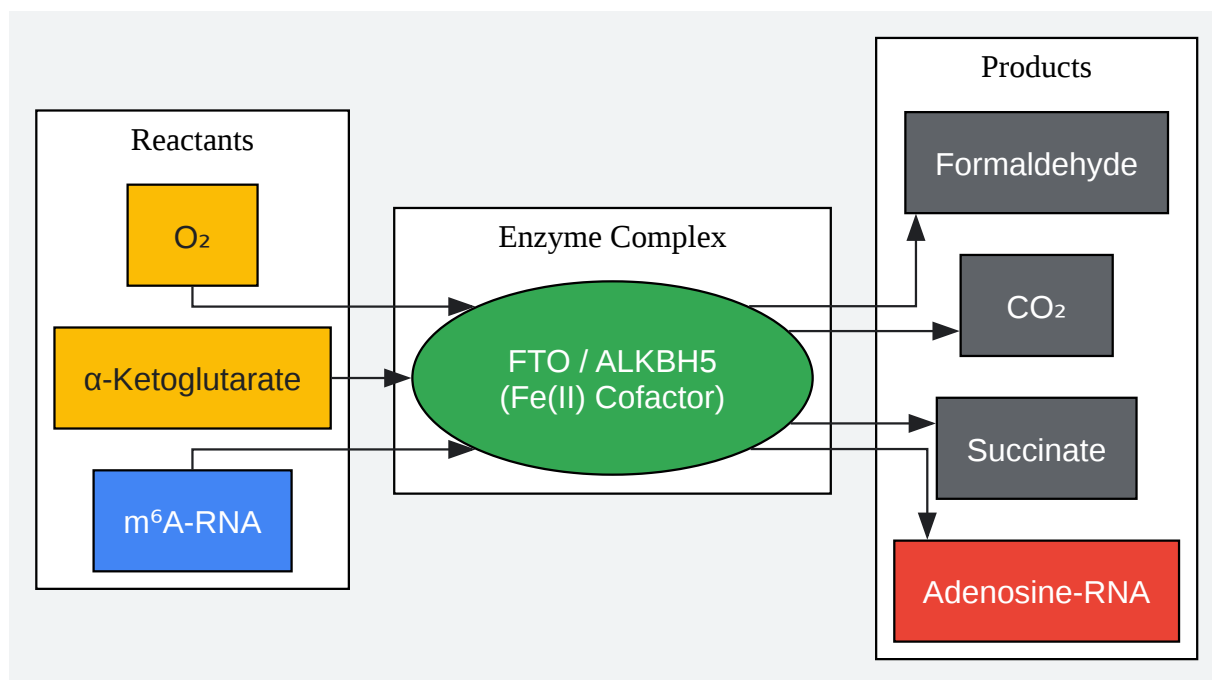 Reactants
O₂
α-Ketoglutarate
m⁶A-RNA
Enzyme Complex
FTO / ALKBH5
(Fe(II) Cofactor)
Products
Formaldehyde
CO₂
Succinate
Adenosine-RNA